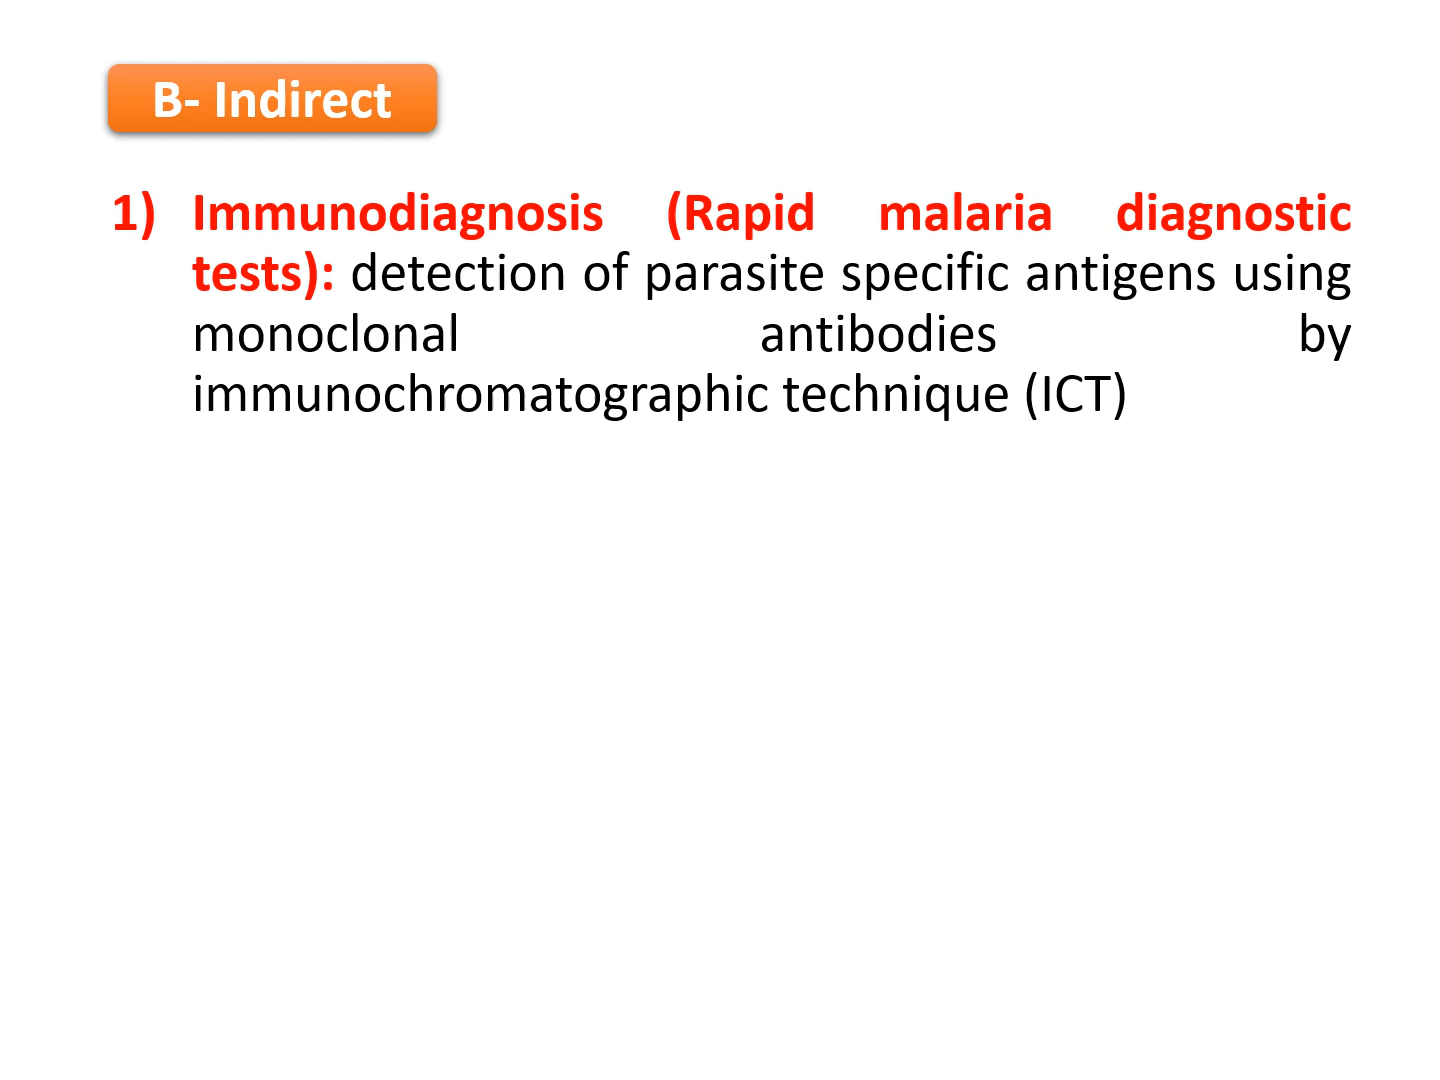 B- Indirect
1) Immunodiagnosis (Rapid malaria diagnostic
tests): detection of parasite specific antigens using
monoclonal antibodies by
immunochromatographic technique (ICT)